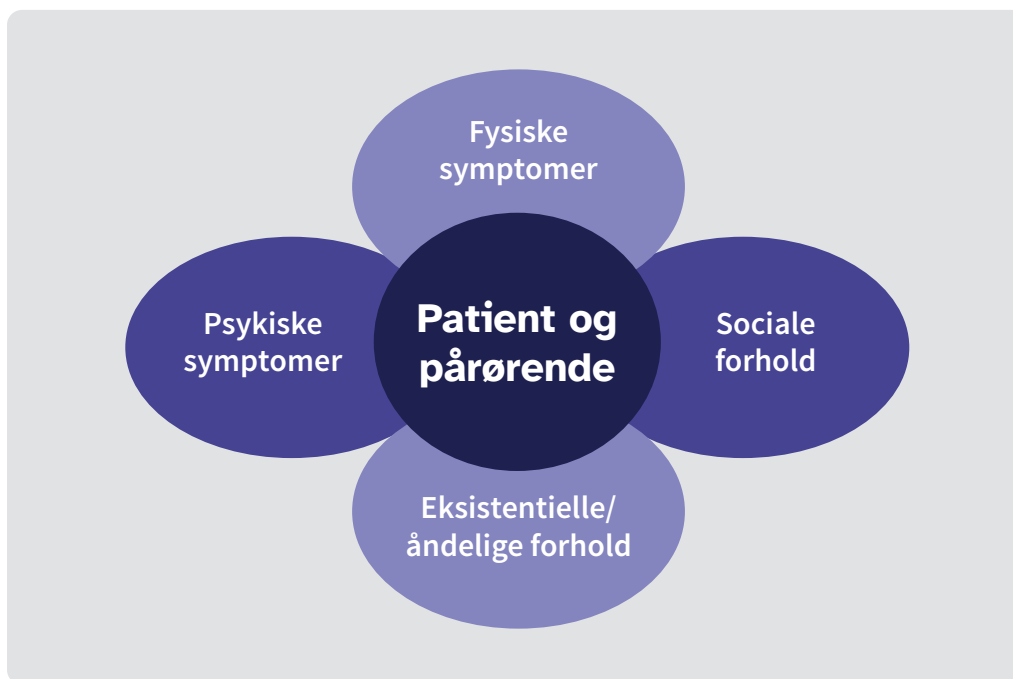 Fysiske
symptomer
Psykiske
symptomer
Patient og
pårørende
Sociale
forhold
Eksistentielle/
åndelige forhold